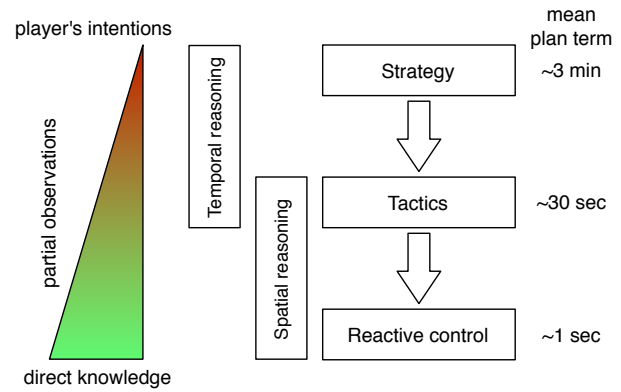 player's intentions
partial observations
direct knowledge
Temporal reasoning
Spatial reasoning
mean
plan term
Strategy
~3 min
Tactics
~30 sec
Reactive control
~1 sec